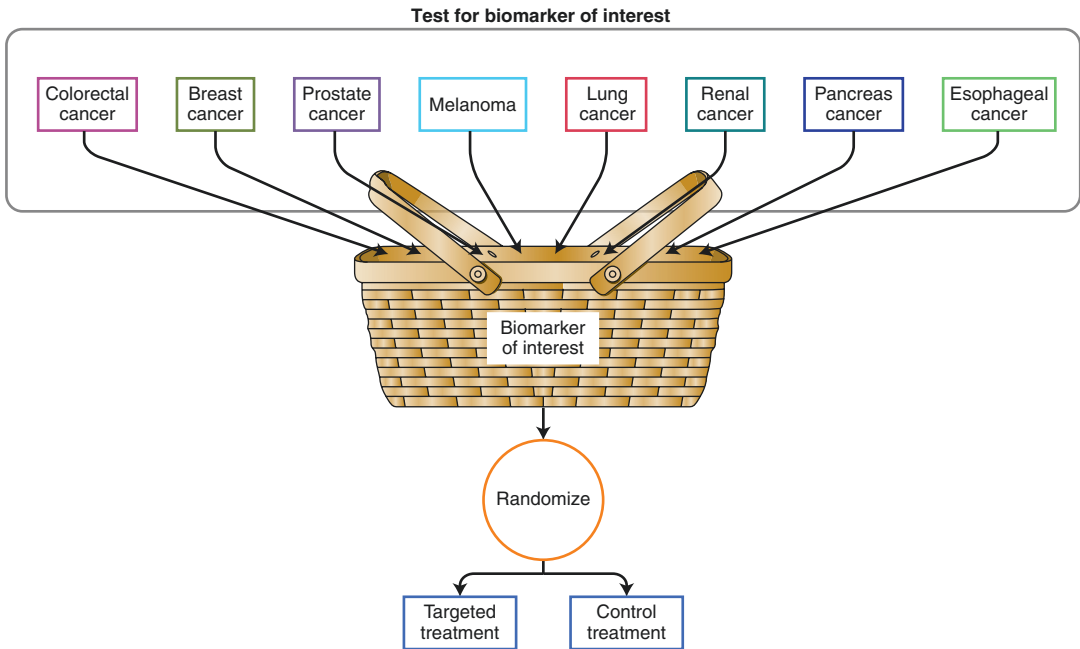 Test for biomarker of interest
Colorectal
cancer
Breast
cancer
Prostate
cancer
Melanoma
Lung
cancer
Renal
cancer
Pancreas
cancer
Esophageal
cancer
Biomarker
of interest
Randomize
Targeted
treatment
Control
treatment